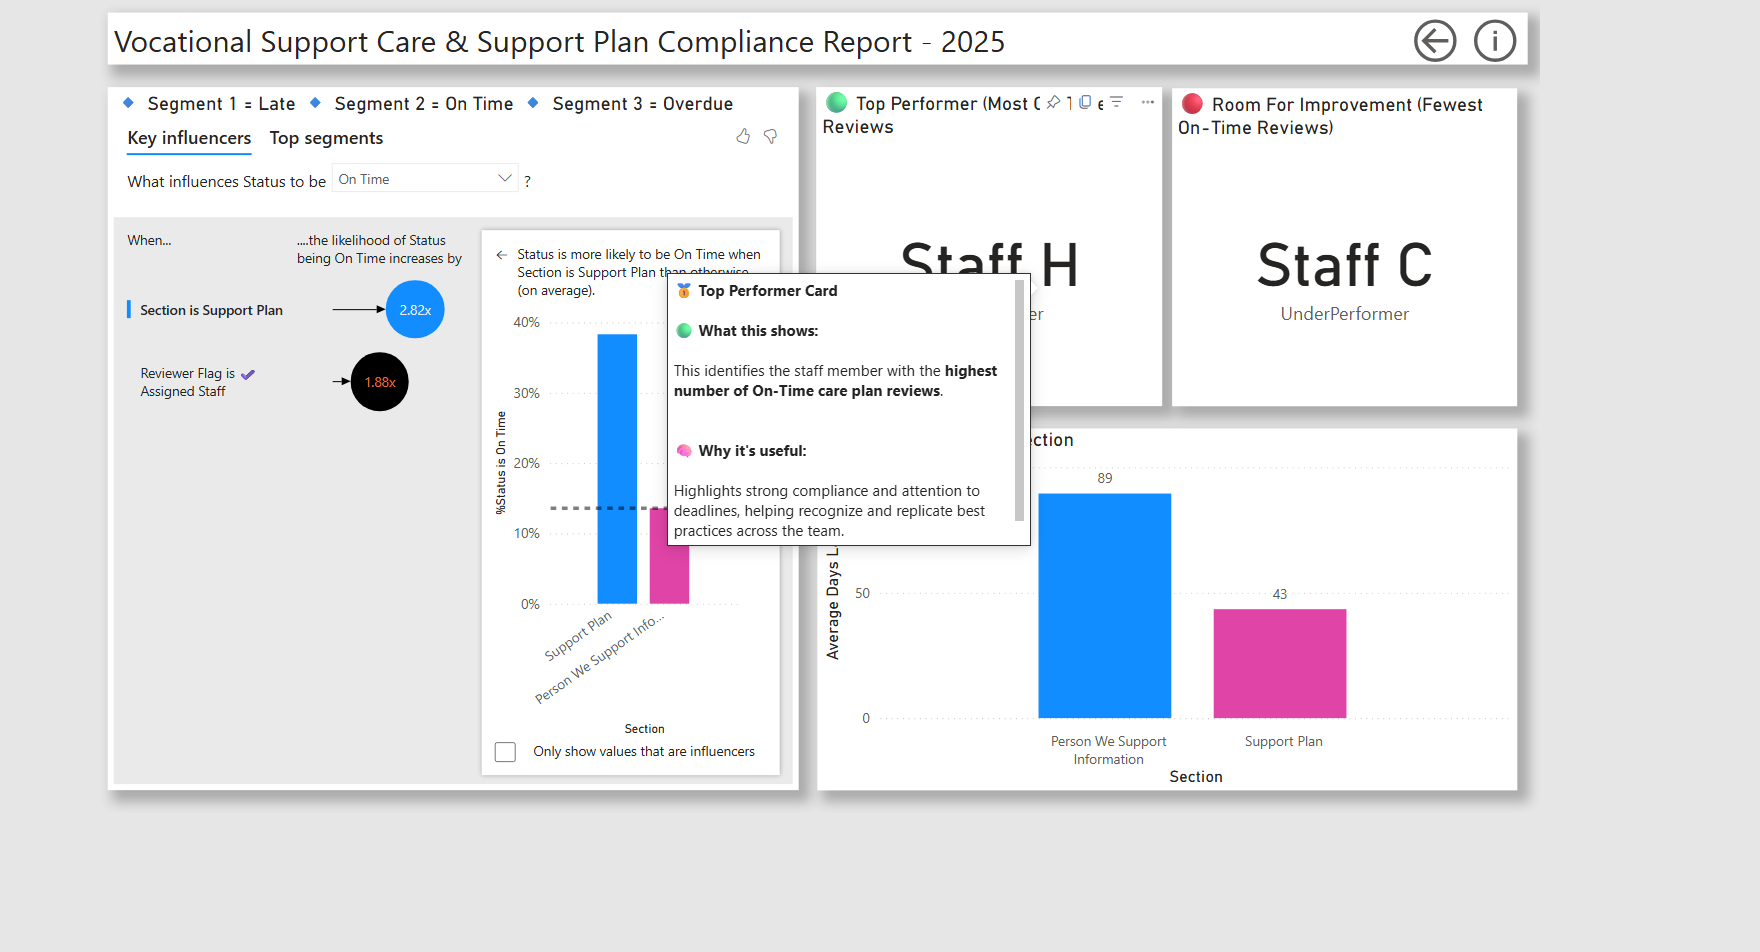 Vocational Support Care & Support Plan Compliance Report - 2025
Segment 1 = Late
Segment 2 = On Time
Segment 3 = Overdue
Key influencers
Top segments
What influences Status to be
On Time
?
When...
....the likelihood of Status
being On Time increases by
Section is Support Plan
2.82x
Reviewer Flag is
Assigned Staff
1.88x
Status is more likely to be On Time when
Section is Support Plan than otherwise
(on average).
40%
30%
20%
10%
0%
%Status is On Time
Support Plan
Person We Support Info...
Section
Only show values that are influencers
Top Performer (Most
Reviews
Staff H
Top Performer Card
What this shows:
This identifies the staff member with the highest
number of On-Time care plan reviews.
Why it's useful:
Highlights strong compliance and attention to
deadlines, helping recognize and replicate best
practices across the team.
Room For Improvement (Fewest
On-Time Reviews)
Staff C
UnderPerformer
89
43
50
0
Average Days
Person We Support
Information
Support Plan
Section